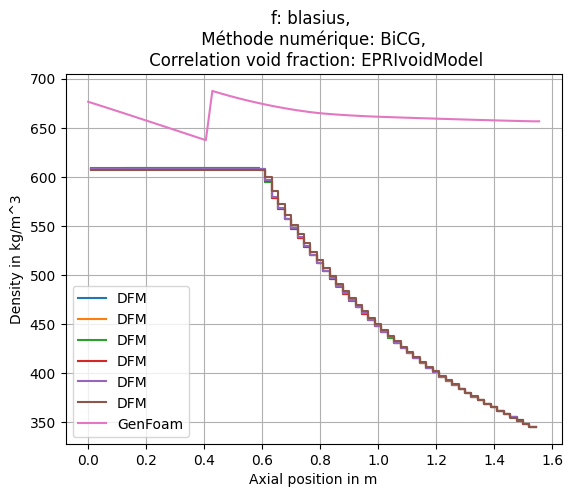 f: blasius,
Méthode numérique: BiCG,
Correlation void fraction: EPRIvoidModel
700
650
600
550
500
450
400
350
Density in kg/m^3
DFM
DFM
DFM
DFM
DFM
DFM
GenFoam
0.0 0.2 0.4 0.6 0.8 1.0 1.2 1.4 1.6
Axial position in m